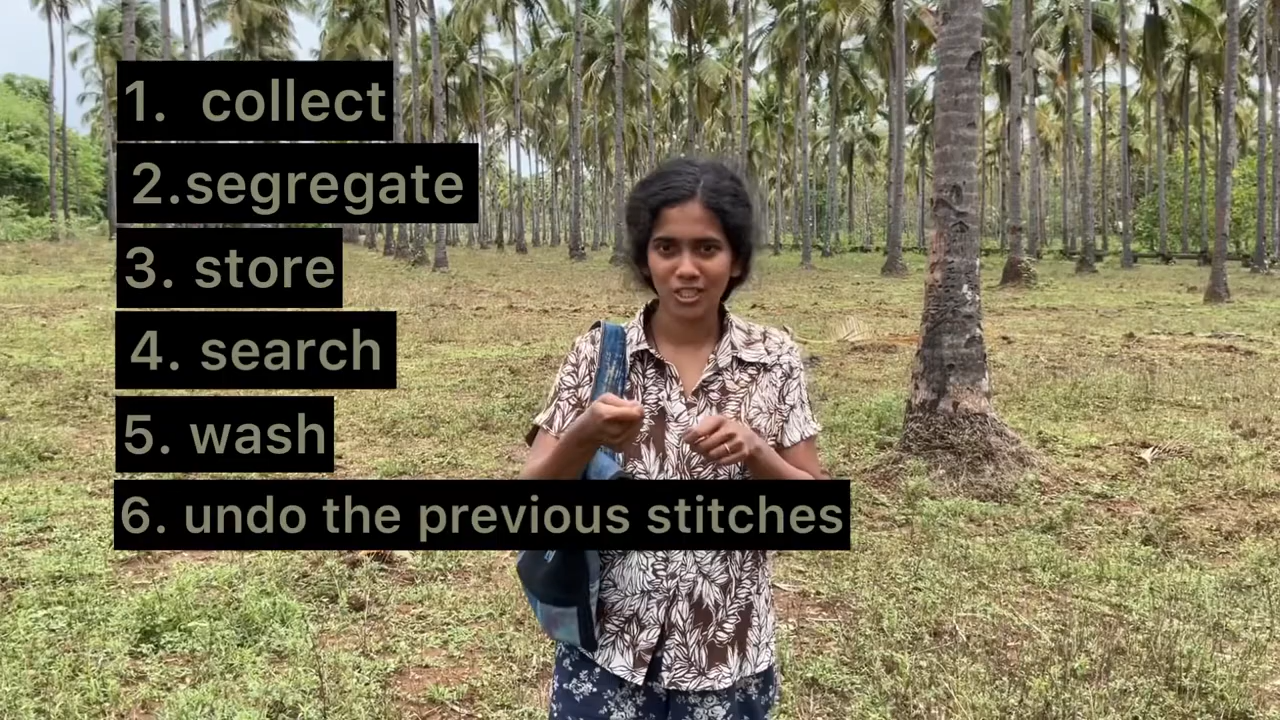 1. collect
2.segregate
3. store
4. search
5. wash
6. undo the previous stitches